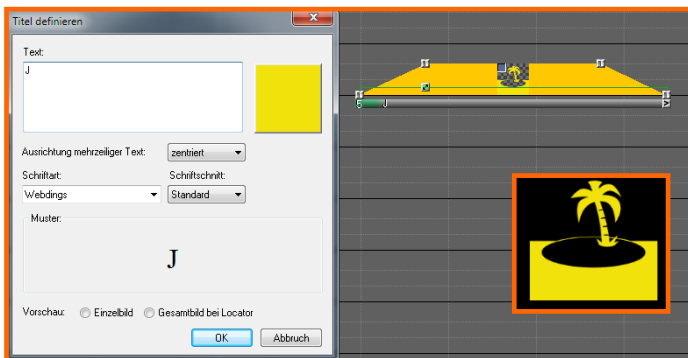 Titel definieren
Text:
J
Ausrichtung mehrzeiliger Text:
zentriert
Schriftart:
Schriftschnitt:
Webdings
Standard
Muster:
J
Vorschau:
Einzelbild
Gesamtbild bei Locator
OK
Abbruch
J